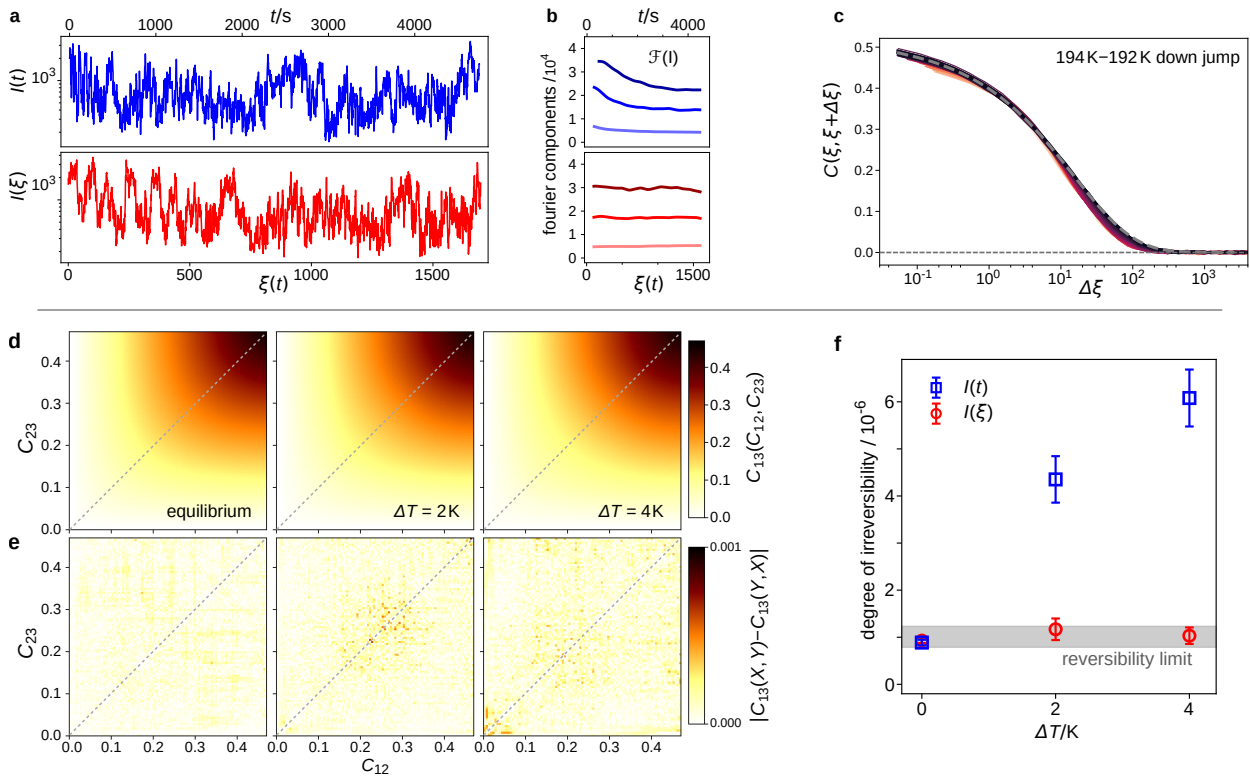 a
t/s
0 1000 2000 3000 4000
I(t)
10³
I(ξ)
10³
0 500 1000 1500
ξ(t)
b
t/s
0 4000
fourier components /10⁴
ℱ(I)
4
3
2
1
0
4
3
2
1
0
0 1500
ξ(t)
c
194 K−192 K down jump
C(ξ, ξ+Δξ)
0.5
0.4
0.3
0.2
0.1
0.0
10⁻¹ 10⁰ 10¹ 10² 10³
Δξ
d
C₂₃
0.4
0.3
0.2
0.1
0.0
equilibrium
ΔT = 2 K
ΔT = 4 K
0.4
0.3
0.2
0.1
0.0
C₁₃(C₁₂, C₂₃)
e
C₂₃
0.4
0.3
0.2
0.1
0.0
0.0 0.1 0.2 0.3 0.4
0.0 0.1 0.2 0.3 0.4
0.0 0.1 0.2 0.3 0.4
C₁₂
0.001
0.000
|C₁₃(X,Y)−C₁₃(Y,X)|
f
degree of irreversibility / 10⁻⁶
6
4
2
1
0
I(t)
I(ξ)
reversibility limit
0 2 4
ΔT/K